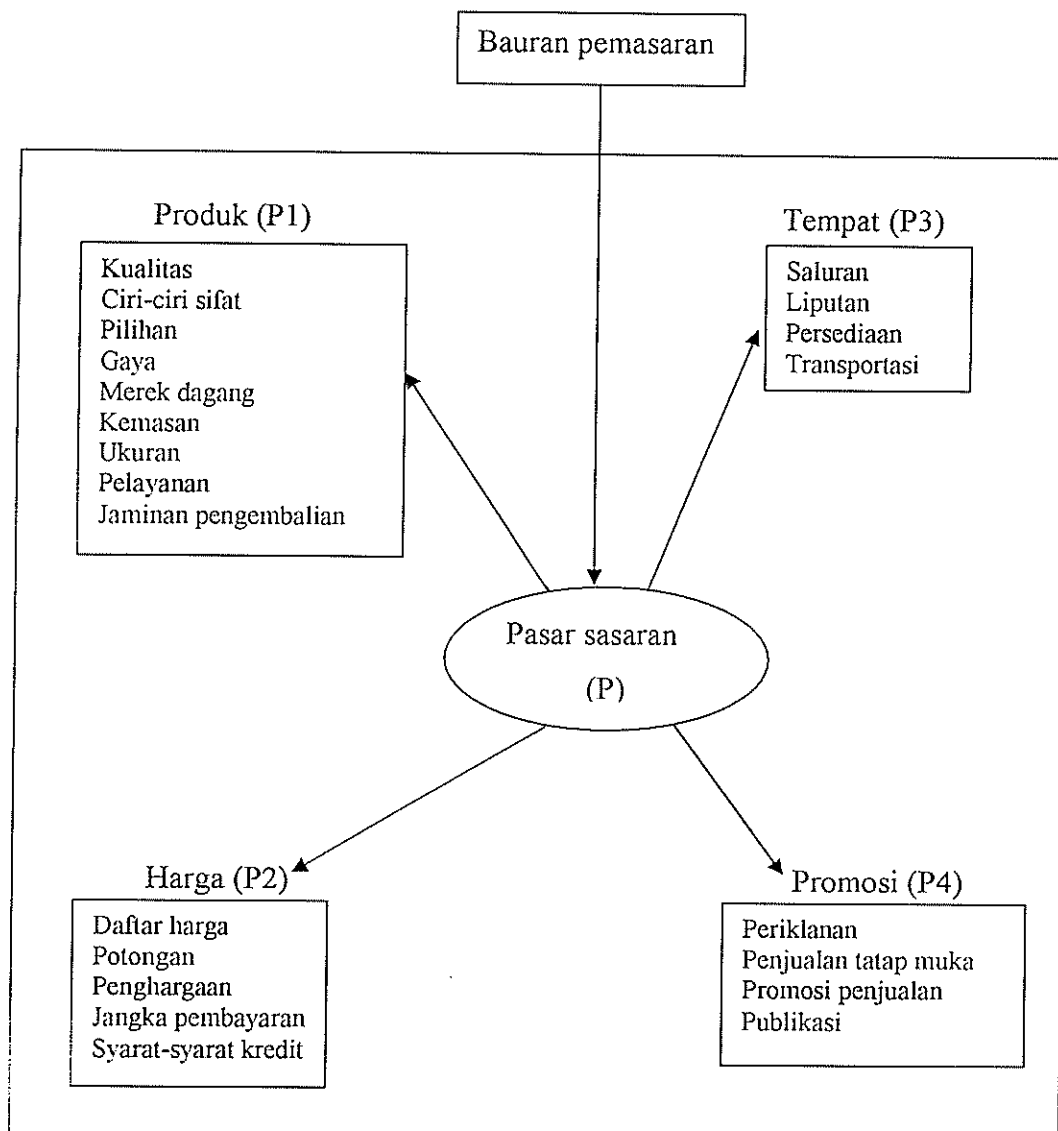 Bauran pemasaran
Produk (P1)
Kualitas
Ciri-ciri sifat
Pilihan
Gaya
Merek dagang
Kemasan
Ukuran
Pelayanan
Jaminan pengembalian
Tempat (P3)
Saluran
Liputan
Persediaan
Transportasi
Pasar sasaran
(P)
Harga (P2)
Daftar harga
Potongan
Penghargaan
Jangka pembayaran
Syarat-syarat kredit
Promosi (P4)
Periklanan
Penjualan tatap muka
Promosi penjualan
Publikasi